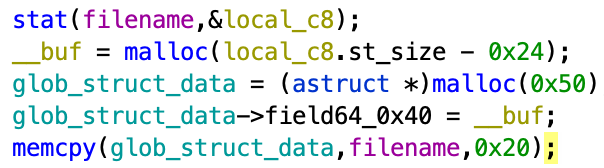 stat(filename,&local_c8);
__buf = malloc(local_c8.st_size - 0x24);
glob_struct_data = (astruct *)malloc(0x50)
glob_struct_data->field64_0x40 = __buf;
memcpy(glob_struct_data,filename,0x20);